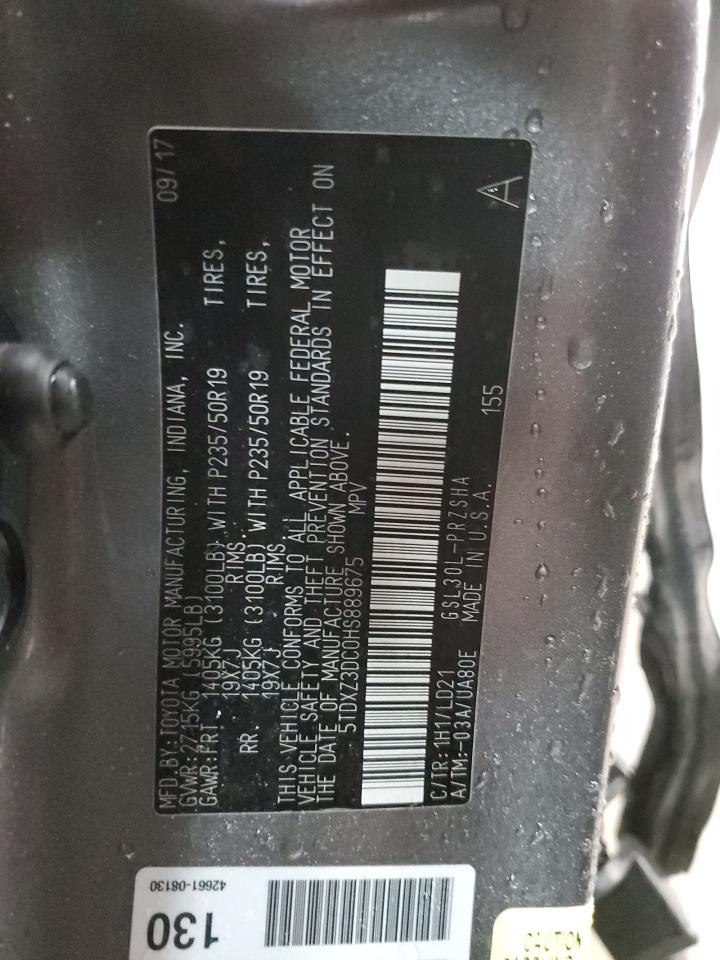 MFD.BY:TOYOTA MOTOR MANUFACTURING, INDIANA, INC. 09/17
GVWR:2715KG(5995LB)
GAWR:FRT. 1405KG (3100LB) WITH P235/50R19 TIRES,
19X7J RIMS.
RR. 1405KG (3100LB) WITH P235/50R19 TIRES,
19X7J RIMS
THIS VEHICLE CONFORMS TO ALL APPLICABLE FEDERAL MOTOR
VEHICLE SAFETY AND THEFT PREVENTION STANDARDS IN EFFECT ON
THE DATE OF MANUFACTURE SHOWN ABOVE.
5TDXZ3DC0HS889675 MPV
C/TR:1H1/LD21 GSL30L-PRZSHA
A/TM:-03A/UA80E MADE IN U.S.A. 155
A
42661-08130
130
CAUTION